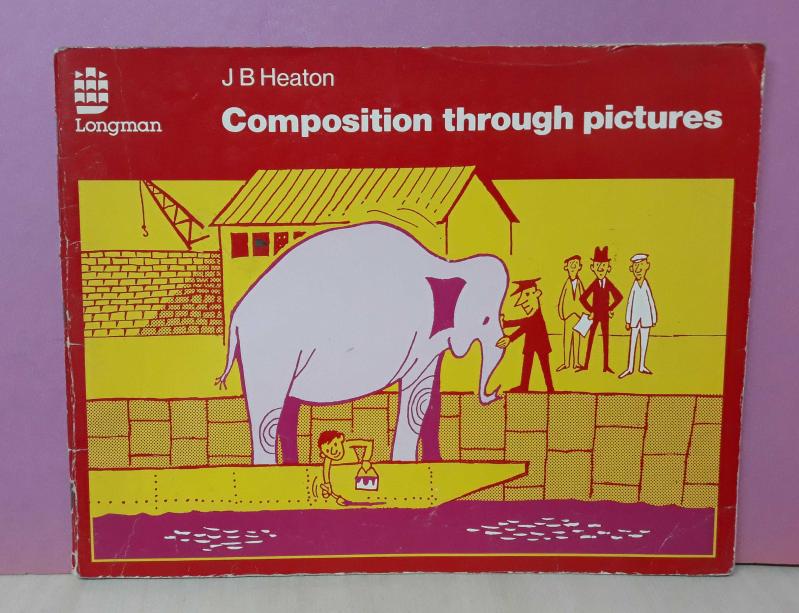 J B Heaton
Composition through pictures
Longman